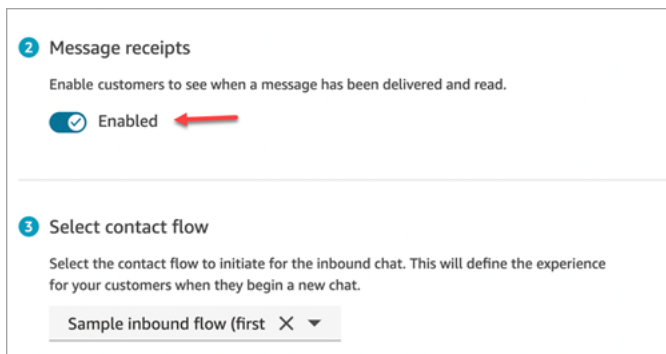 2 Message receipts
Enable customers to see when a message has been delivered and read.
Enabled
3 Select contact flow
Select the contact flow to initiate for the inbound chat. This will define the experience
for your customers when they begin a new chat.
Sample inbound flow (first